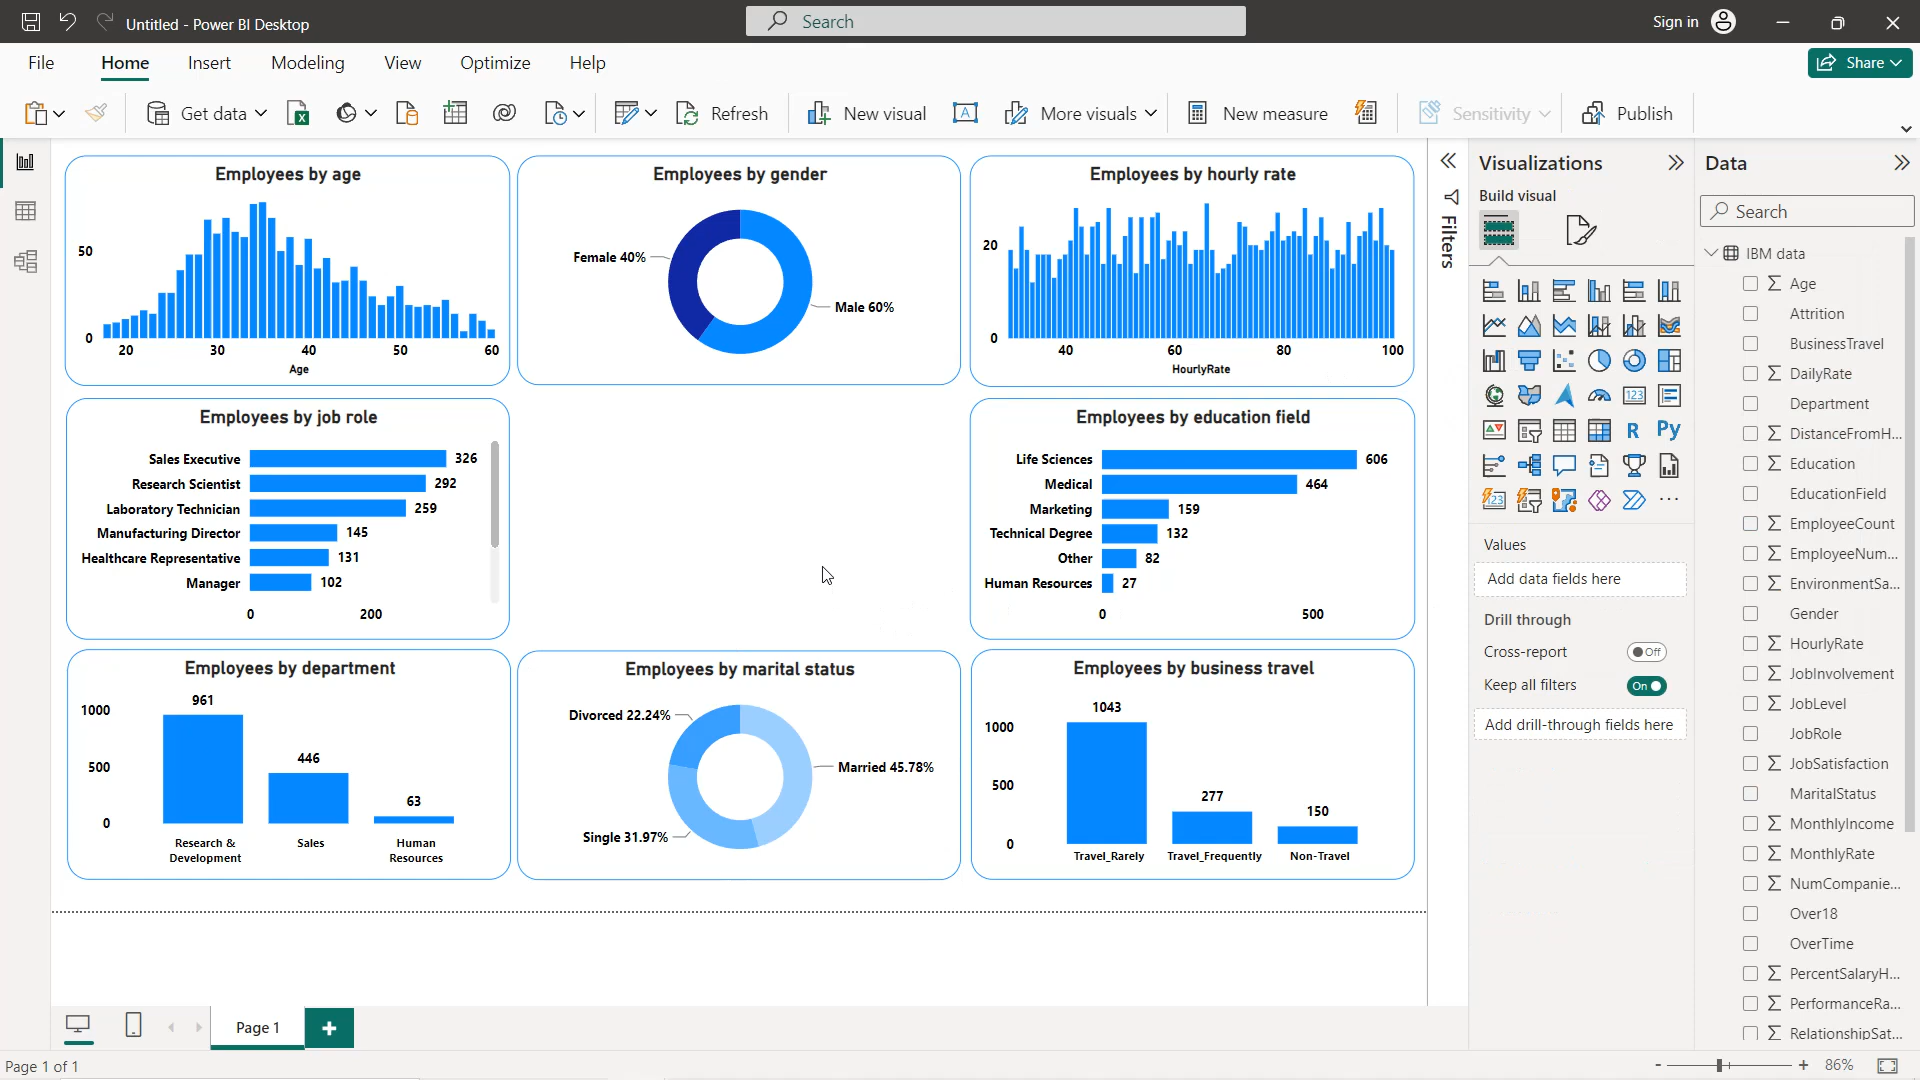 Untitled - Power BI Desktop
Search
Sign in
File Home Insert Modeling View Optimize Help
Share
Get data
Refresh
New visual
More visuals
New measure
Sensitivity
Publish
Employees by age
50
0
20 30 40 50 60
Age
Employees by gender
Female 40%
Male 60%
Employees by hourly rate
20
0
40 60 80 100
HourlyRate
Employees by job role
Sales Executive 326
Research Scientist 292
Laboratory Technician 259
Manufacturing Director 145
Healthcare Representative 131
Manager 102
0 200
Employees by education field
Life Sciences 606
Medical 464
Marketing 159
Technical Degree 132
Other 82
Human Resources 27
0 500
Employees by department
1000
500
0
961
446
63
Research &
Development
Sales
Human
Resources
Employees by marital status
Divorced 22.24%
Married 45.78%
Single 31.97%
Employees by business travel
1000
500
0
1043
277
150
Travel_Rarely Travel_Frequently Non-Travel
Filters
Visualizations
Build visual
123
R
Py
123
Values
Add data fields here
Drill through
Cross-report Off
Keep all filters On
Add drill-through fields here
Data
Search
IBM data
Age
Attrition
BusinessTravel
DailyRate
Department
DistanceFromH...
Education
EducationField
EmployeeCount
EmployeeNum...
EnvironmentSa...
Gender
HourlyRate
JobInvolvement
JobLevel
JobRole
JobSatisfaction
MaritalStatus
MonthlyIncome
MonthlyRate
NumCompanie...
Over18
OverTime
PercentSalaryH...
PerformanceRa...
RelationshipSat...
Page 1
Page 1 of 1
86%